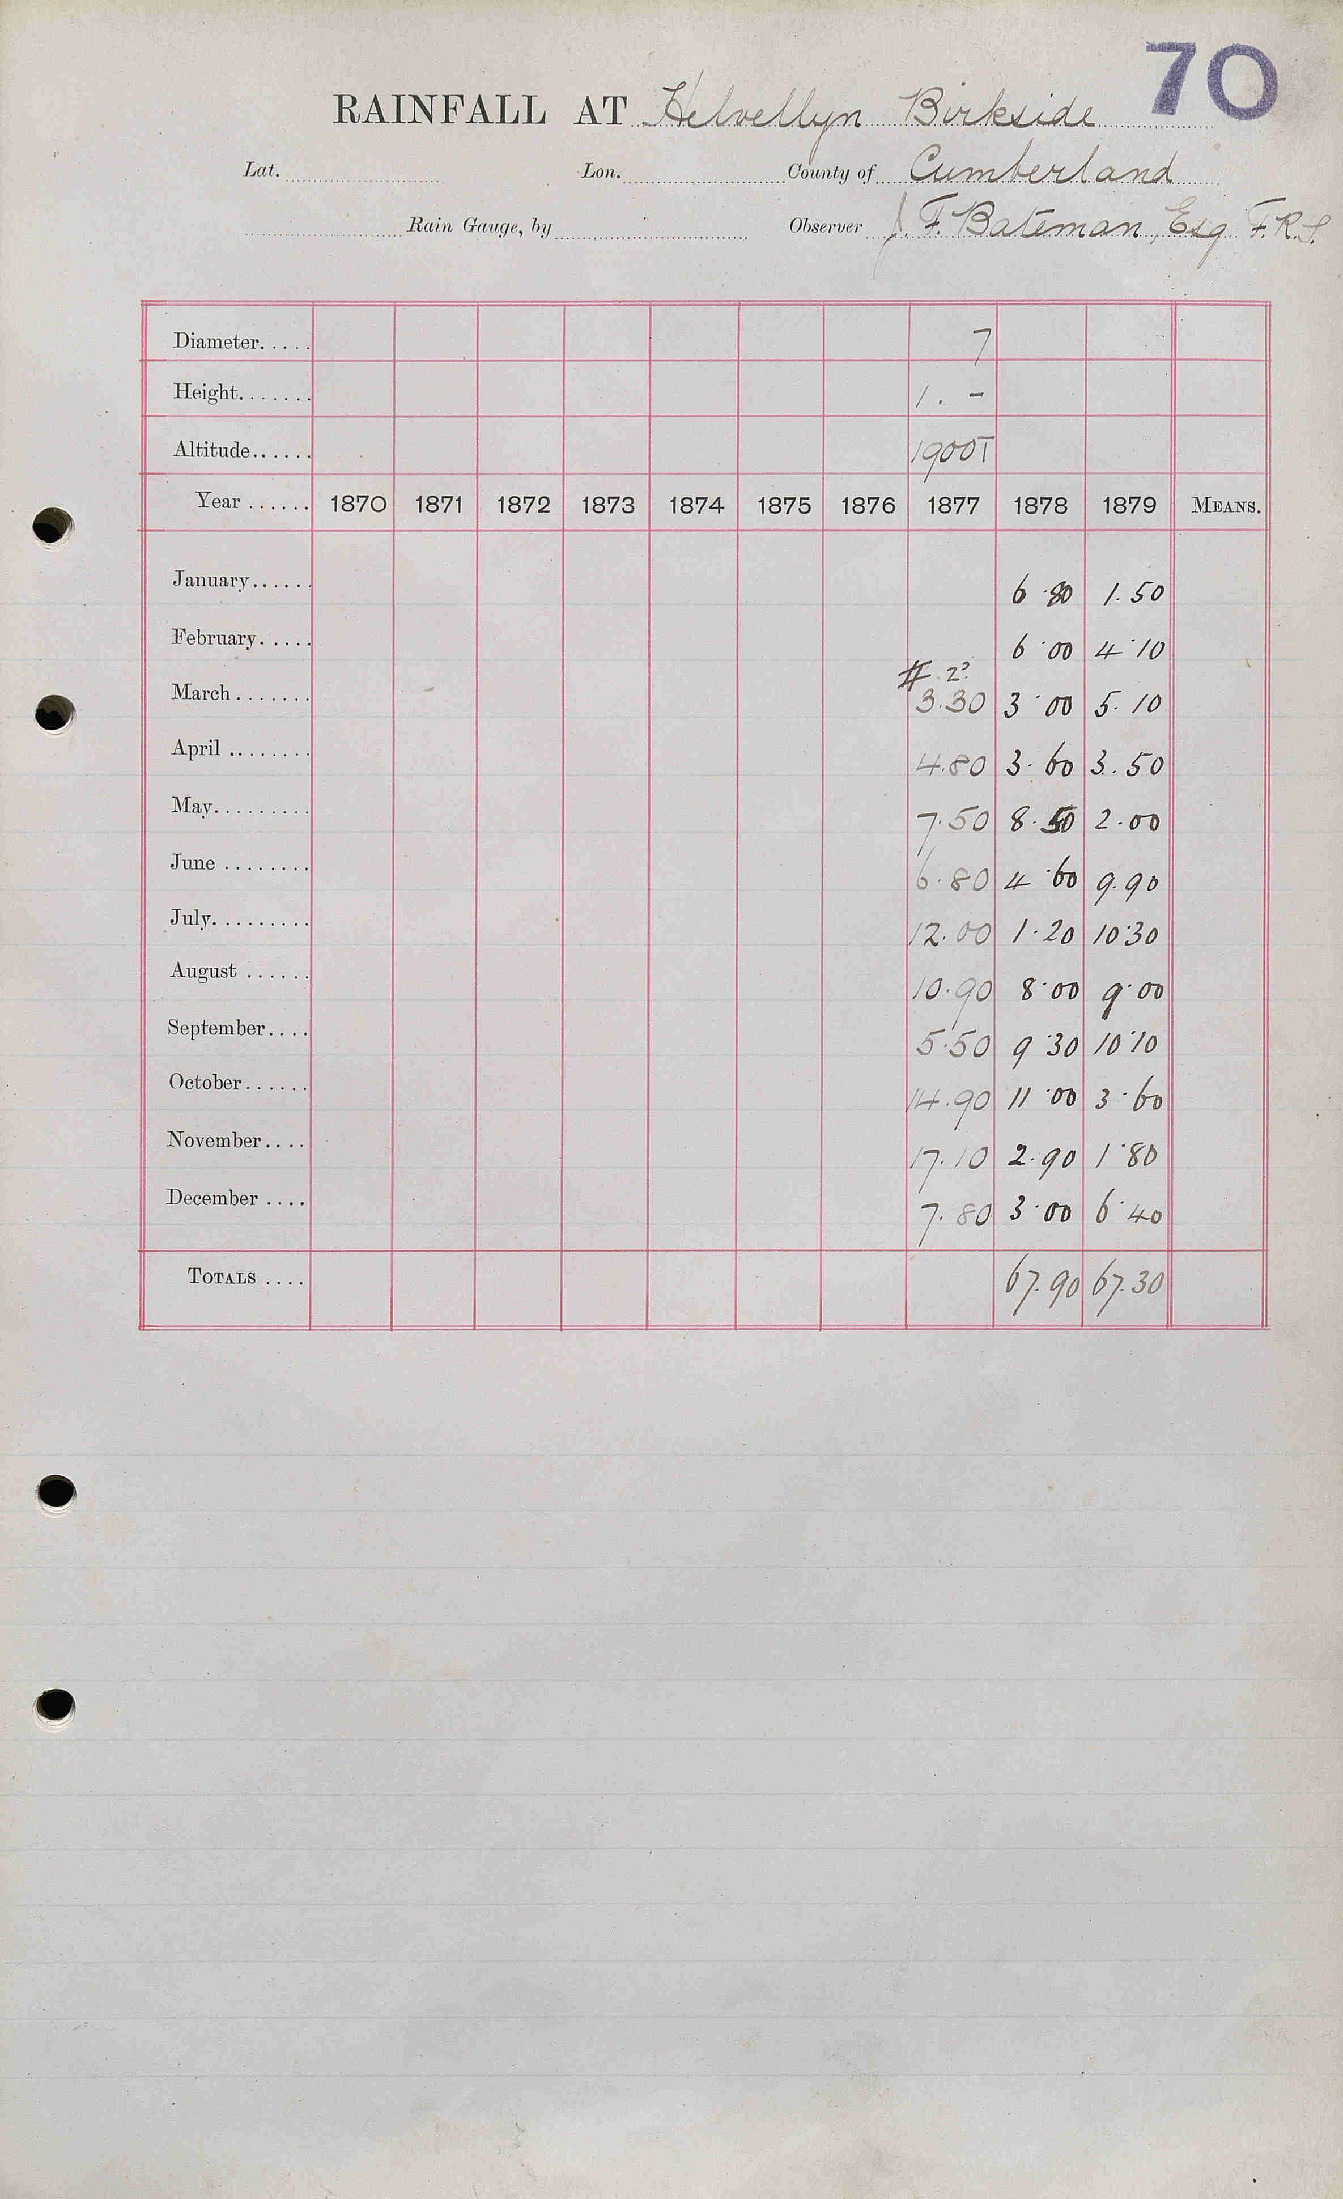 70
RAINFALL AT Helvellyn Birkside
Lat. Lon. County of Cumberland
Rain Gauge, by Observer J. F. Bateman, Esq F.R.S.
Diameter..... 7
Height....... 1. -
Altitude...... 1900T
Year ...... 1870 1871 1872 1873 1874 1875 1876 1877 1878 1879 MEANS.
January...... 6.80 1.50
February..... 6.00 4.10
March....... # 2? 3.30 3.00 5.10
April ........ 4.80 3.60 3.50
May......... 7.50 8.50 2.00
June ........ 6.80 4.60 9.90
July......... 12.00 1.20 10.30
August ...... 10.90 8.00 9.00
September.... 5.50 9.30 10.10
October...... 14.90 11.00 3.60
November.... 17.10 2.90 1.80
December .... 7.80 3.00 6.40
TOTALS .... 67.90 67.30